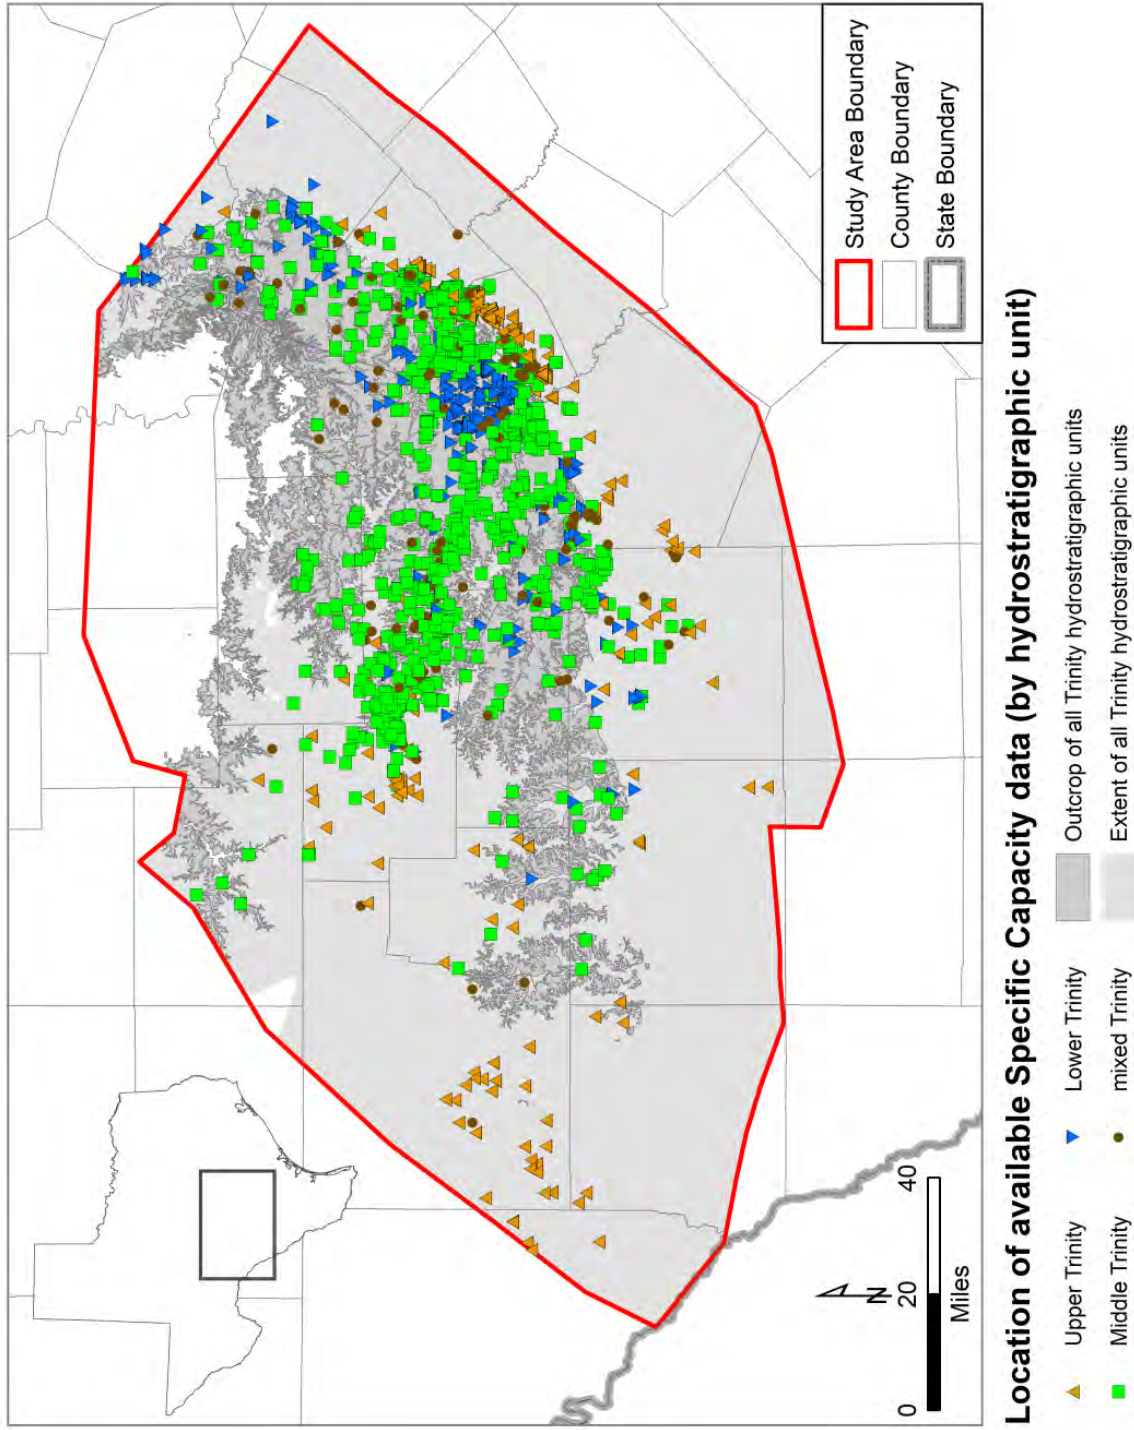 Study Area Boundary
County Boundary
State Boundary
N
0 20 40
Miles
Location of available Specific Capacity data (by hydrostratigraphic unit)
Upper Trinity
Lower Trinity
Outcrop of all Trinity hydrostratigraphic units
Middle Trinity
mixed Trinity
Extent of all Trinity hydrostratigraphic units